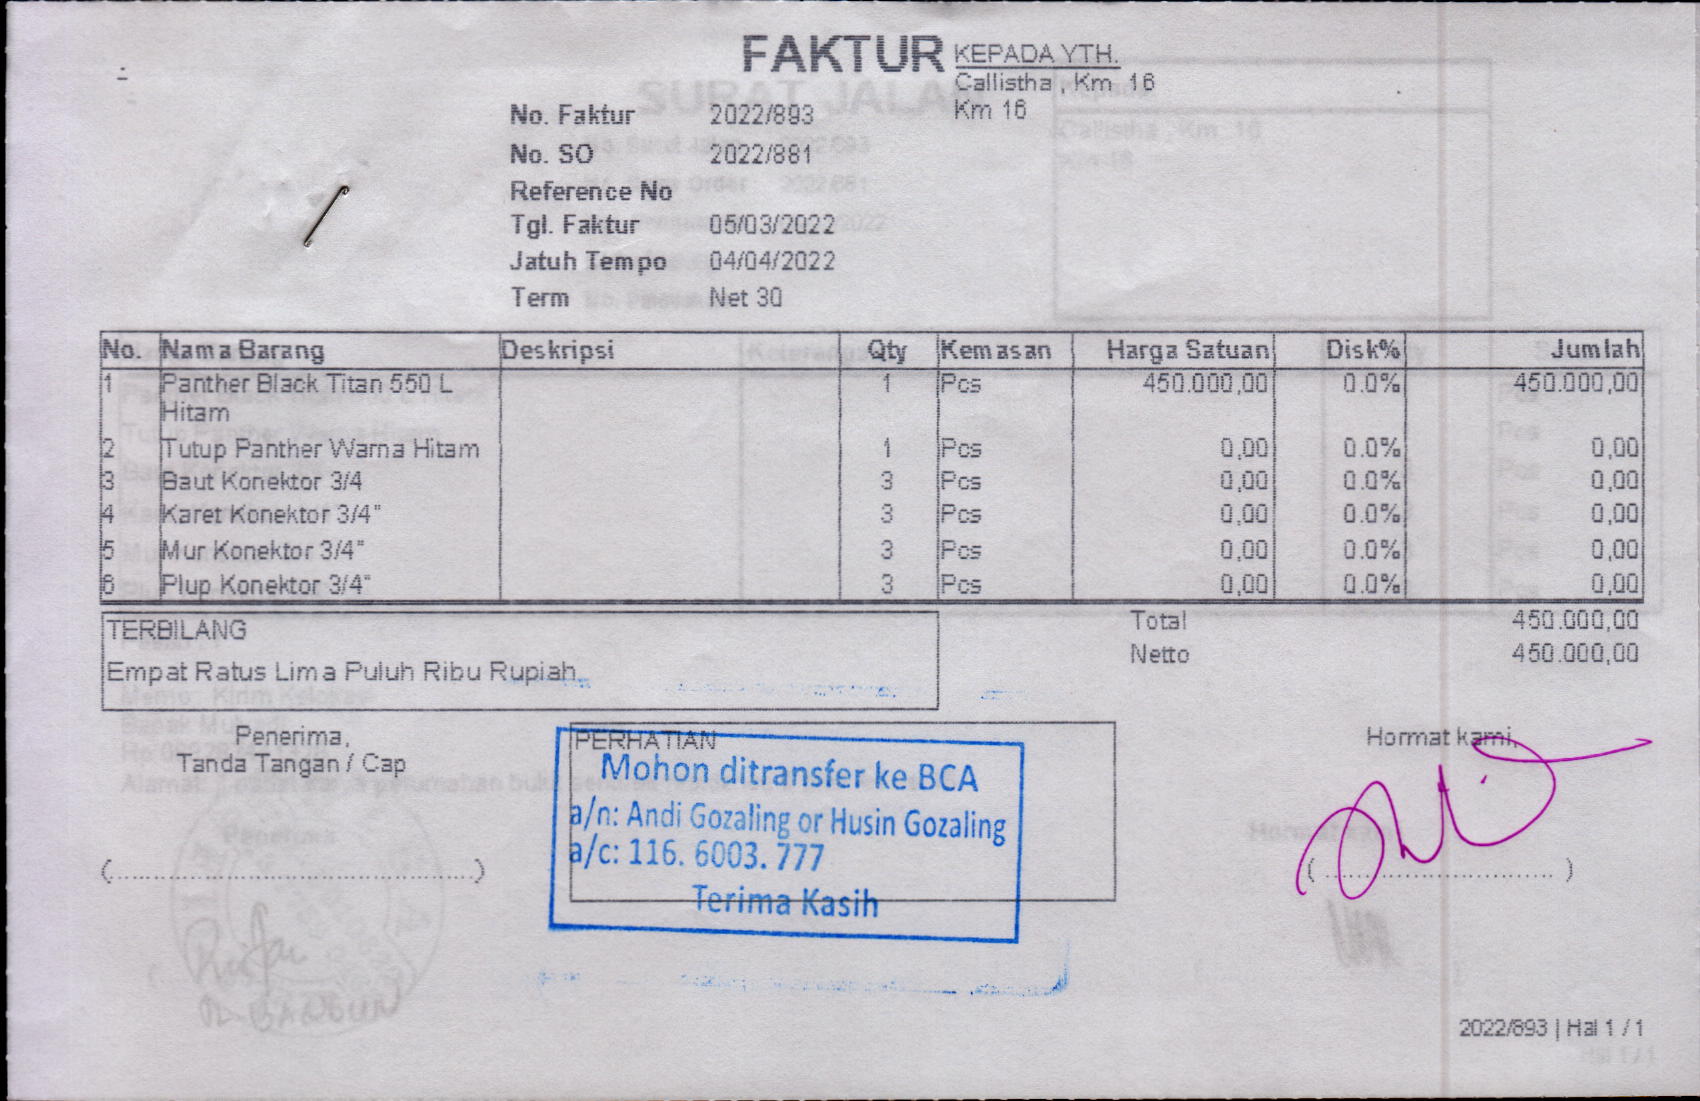 FAKTUR
KEPADA YTH.
Callistha , Km 16
Km 16
No. Faktur 2022/893
No. SO 2022/881
Reference No
Tgl. Faktur 05/03/2022
Jatuh Tempo 04/04/2022
Term Net 30
No. Nama Barang Deskripsi Qty Kemasan Harga Satuan Disk% Jumlah
1 Panther Black Titan 550 L 1 Pcs 450.000,00 0.0% 450.000,00
Hitam
2 Tutup Panther Warna Hitam 1 Pcs 0,00 0.0% 0,00
3 Baut Konektor 3/4 3 Pcs 0,00 0.0% 0,00
4 Karet Konektor 3/4" 3 Pcs 0,00 0.0% 0,00
5 Mur Konektor 3/4" 3 Pcs 0,00 0.0% 0,00
6 Plup Konektor 3/4" 3 Pcs 0,00 0.0% 0,00
TERBILANG
Empat Ratus Lima Puluh Ribu Rupiah
Total 450.000,00
Netto 450.000,00
Penerima,
Tanda Tangan / Cap
(..................................................)
PERHATIAN
Mohon ditransfer ke BCA
a/n: Andi Gozaling or Husin Gozaling
a/c: 116. 6003. 777
Terima Kasih
Hormat kami,
( ................................ )
2022/893 | Hal 1 / 1